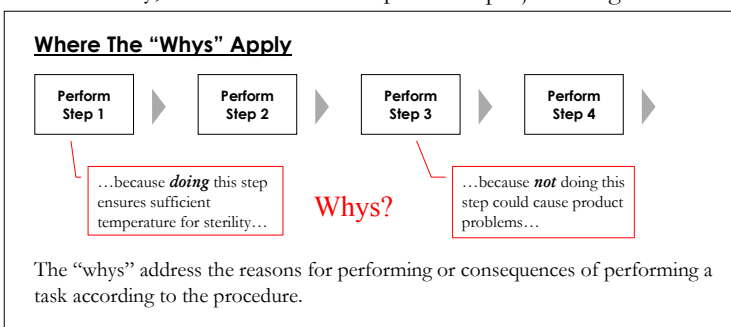 Where The “Whys” Apply
Perform
Step 1
Perform
Step 2
Perform
Step 3
Perform
Step 4
…because doing this step
ensures sufficient
temperature for sterility…
Whys?
…because not doing this
step could cause product
problems…
The “whys” address the reasons for performing or consequences of performing a
task according to the procedure.